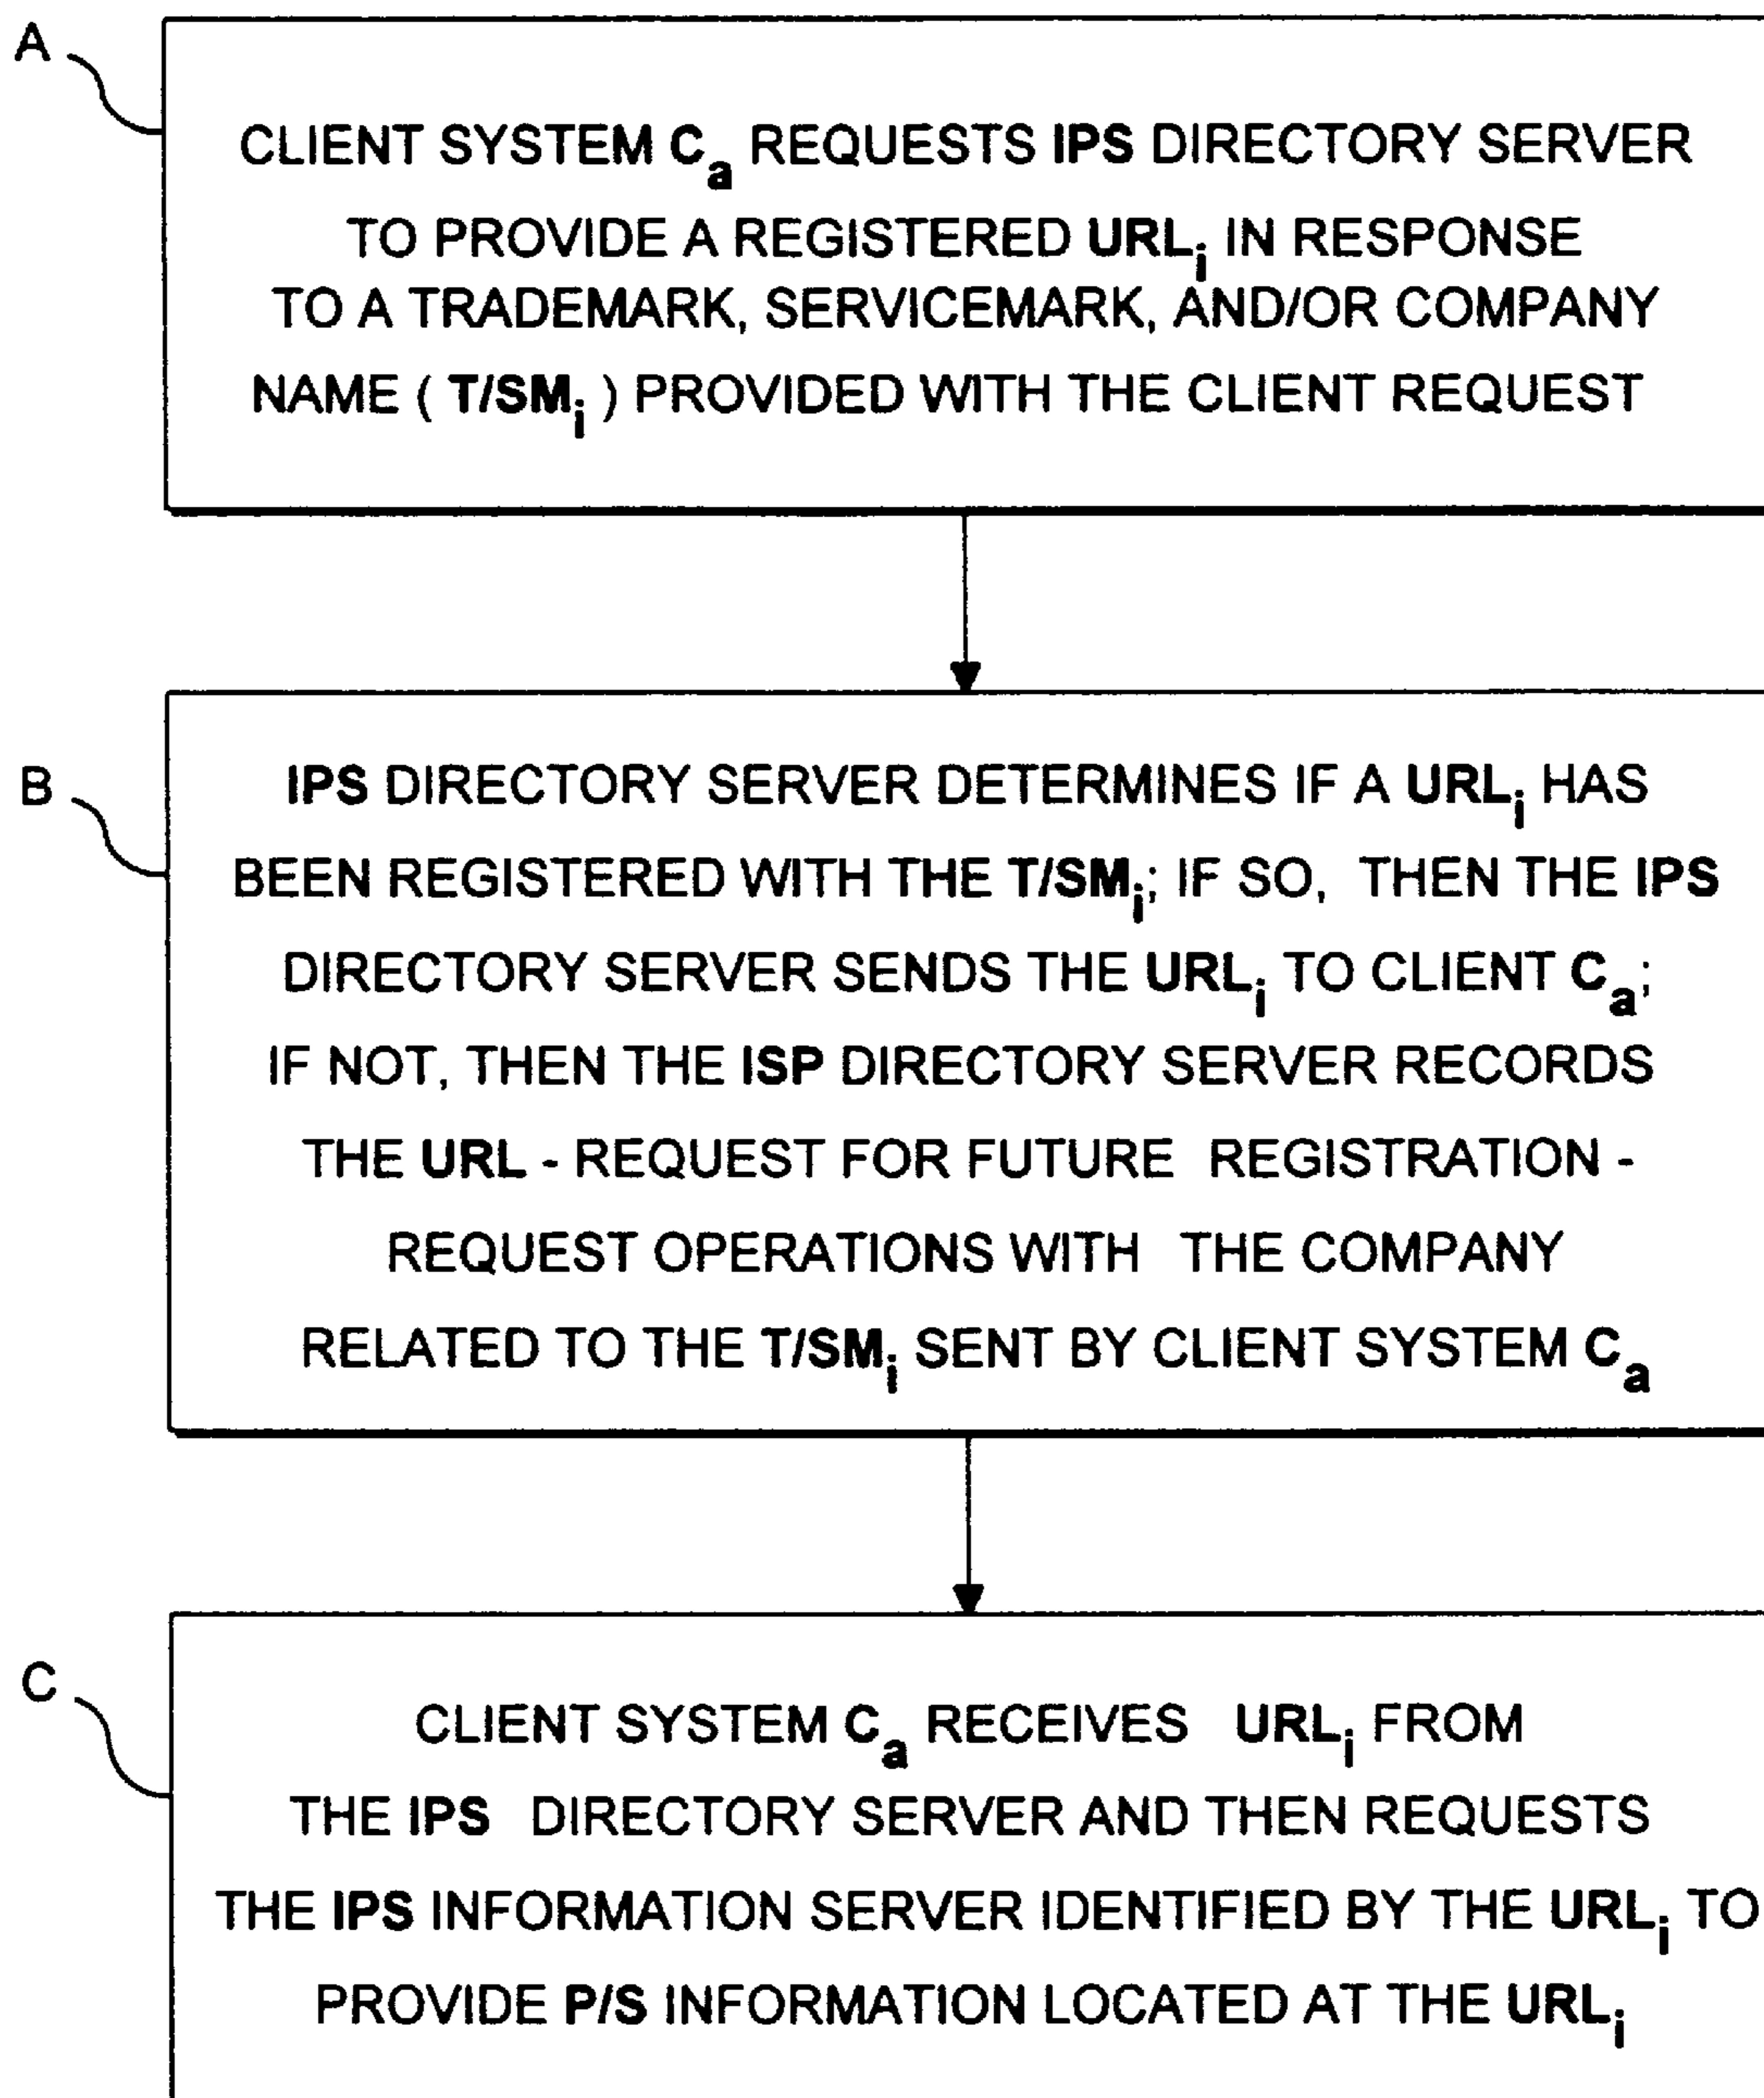 A
CLIENT SYSTEM Ca REQUESTS IPS DIRECTORY SERVER
TO PROVIDE A REGISTERED URLi IN RESPONSE
TO A TRADEMARK, SERVICEMARK, AND/OR COMPANY
NAME ( T/SMi ) PROVIDED WITH THE CLIENT REQUEST
B
IPS DIRECTORY SERVER DETERMINES IF A URLi HAS
BEEN REGISTERED WITH THE T/SMi; IF SO, THEN THE IPS
DIRECTORY SERVER SENDS THE URLi TO CLIENT Ca;
IF NOT, THEN THE ISP DIRECTORY SERVER RECORDS
THE URL - REQUEST FOR FUTURE REGISTRATION -
REQUEST OPERATIONS WITH THE COMPANY
RELATED TO THE T/SMi SENT BY CLIENT SYSTEM Ca
C
CLIENT SYSTEM Ca RECEIVES URLi FROM
THE IPS DIRECTORY SERVER AND THEN REQUESTS
THE IPS INFORMATION SERVER IDENTIFIED BY THE URLi TO
PROVIDE P/S INFORMATION LOCATED AT THE URLi